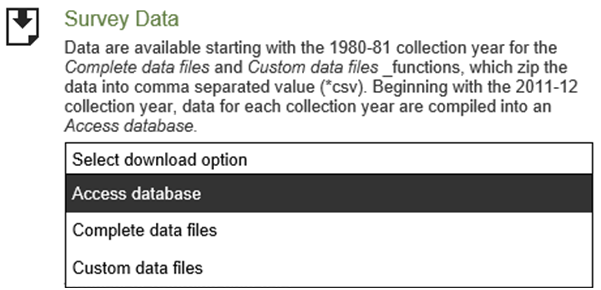 Survey Data
Data are available starting with the 1980-81 collection year for the
Complete data files and Custom data files _functions, which zip the
data into comma separated value (*csv). Beginning with the 2011-12
collection year, data for each collection year are compiled into an
Access database.
Select download option
Access database
Complete data files
Custom data files